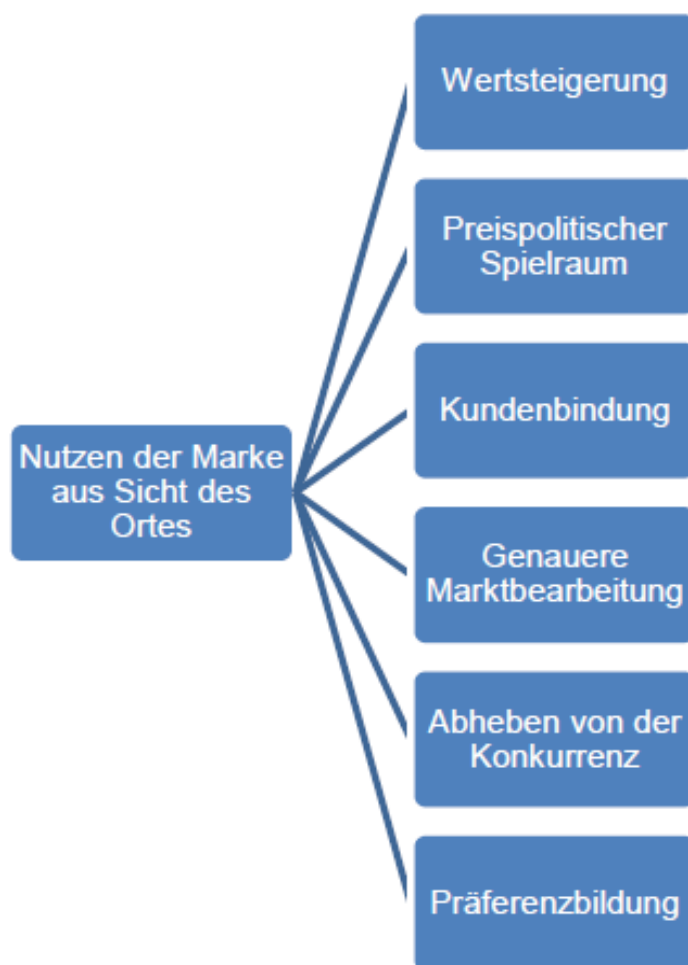 Wertsteigerung
Preispolitischer
Spielraum
Kundenbindung
Nutzen der Marke
aus Sicht des
Ortes
Genauere
Marktbearbeitung
Abheben von der
Konkurrenz
Präferenzbildung